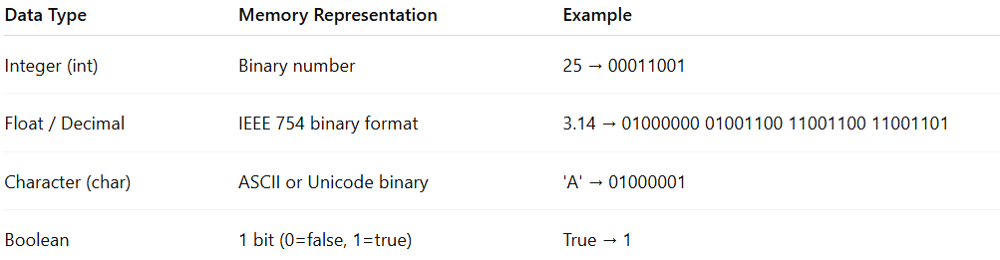 Data Type Memory Representation Example
Integer (int) Binary number 25 → 00011001
Float / Decimal IEEE 754 binary format 3.14 → 01000000 01001100 11001100 11001101
Character (char) ASCII or Unicode binary 'A' → 01000001
Boolean 1 bit (0=false, 1=true) True → 1